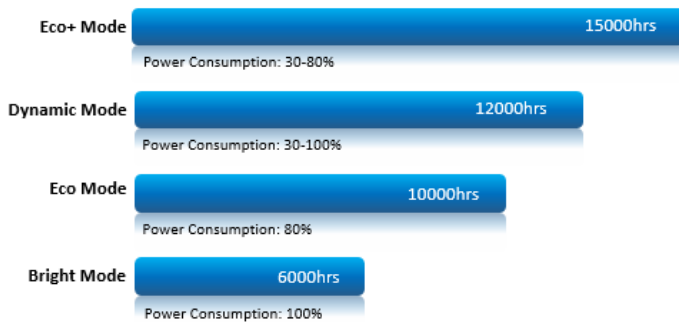 Eco+ Mode
15000hrs
Power Consumption: 30-80%
Dynamic Mode
12000hrs
Power Consumption: 30-100%
Eco Mode
10000hrs
Power Consumption: 80%
Bright Mode
6000hrs
Power Consumption: 100%